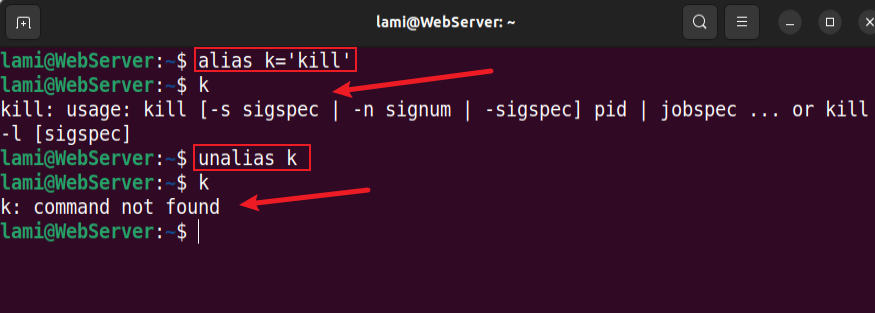 lami@WebServer: ~
lami@WebServer:~$ alias k='kill'
lami@WebServer:~$ k
kill: usage: kill [-s sigspec | -n signum | -sigspec] pid | jobspec ... or kill
-l [sigspec]
lami@WebServer:~$ unalias k
lami@WebServer:~$ k
k: command not found
lami@WebServer:~$